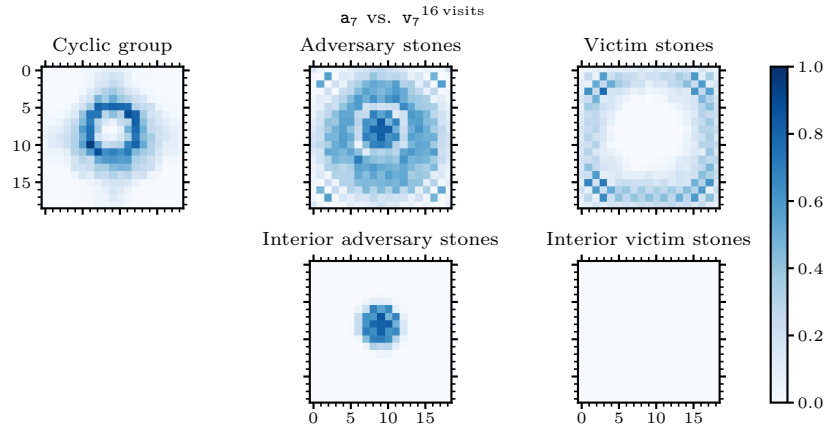 a7 vs. v7^16 visits
Cyclic group
Adversary stones
Victim stones
0
5
10
15
1.0
0.8
0.6
0.4
0.2
0.0
Interior adversary stones
Interior victim stones
0 5 10 15
0 5 10 15